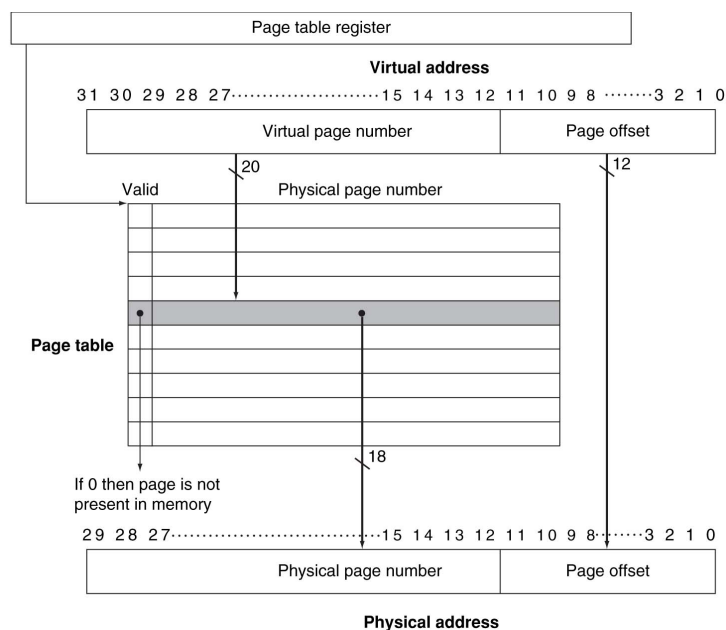 Page table register
Virtual address
31 30 29 28 27·····················15 14 13 12 11 10 9 8 ········3 2 1 0
Virtual page number
Page offset
20
12
Valid
Physical page number
Page table
18
If 0 then page is not
present in memory
29 28 27···························15 14 13 12 11 10 9 8········3 2 1 0
Physical page number
Page offset
Physical address